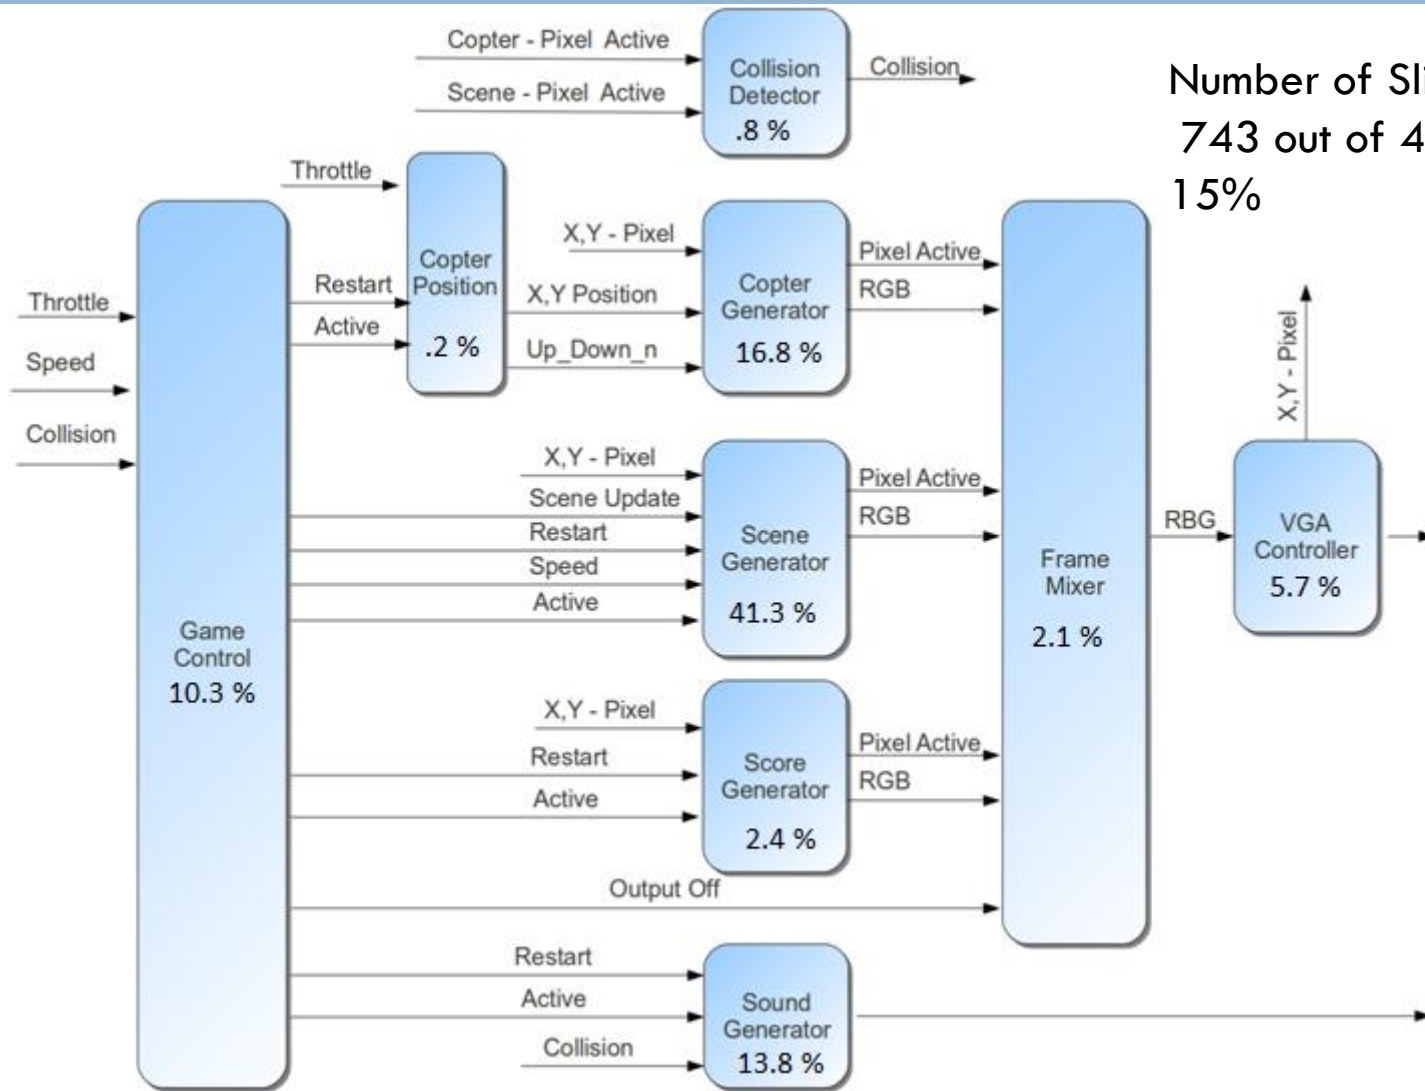 Copter - Pixel Active
Scene - Pixel Active
Collision
Detector
.8 %
Collision
Number of
743 out of
15%
Throttle
Copter
Position
.2 %
Restart
Active
X,Y - Pixel
X,Y Position
Up_Down_n
Copter
Generator
16.8 %
Pixel Active
RGB
Throttle
Speed
Collision
Game
Control
10.3 %
X,Y - Pixel
Scene Update
Restart
Speed
Active
Scene
Generator
41.3 %
Pixel Active
RGB
Frame
Mixer
2.1 %
RBG
X,Y - Pixel
VGA
Controller
5.7 %
X,Y - Pixel
Restart
Active
Score
Generator
2.4 %
Pixel Active
RGB
Output Off
Restart
Active
Collision
Sound
Generator
13.8 %